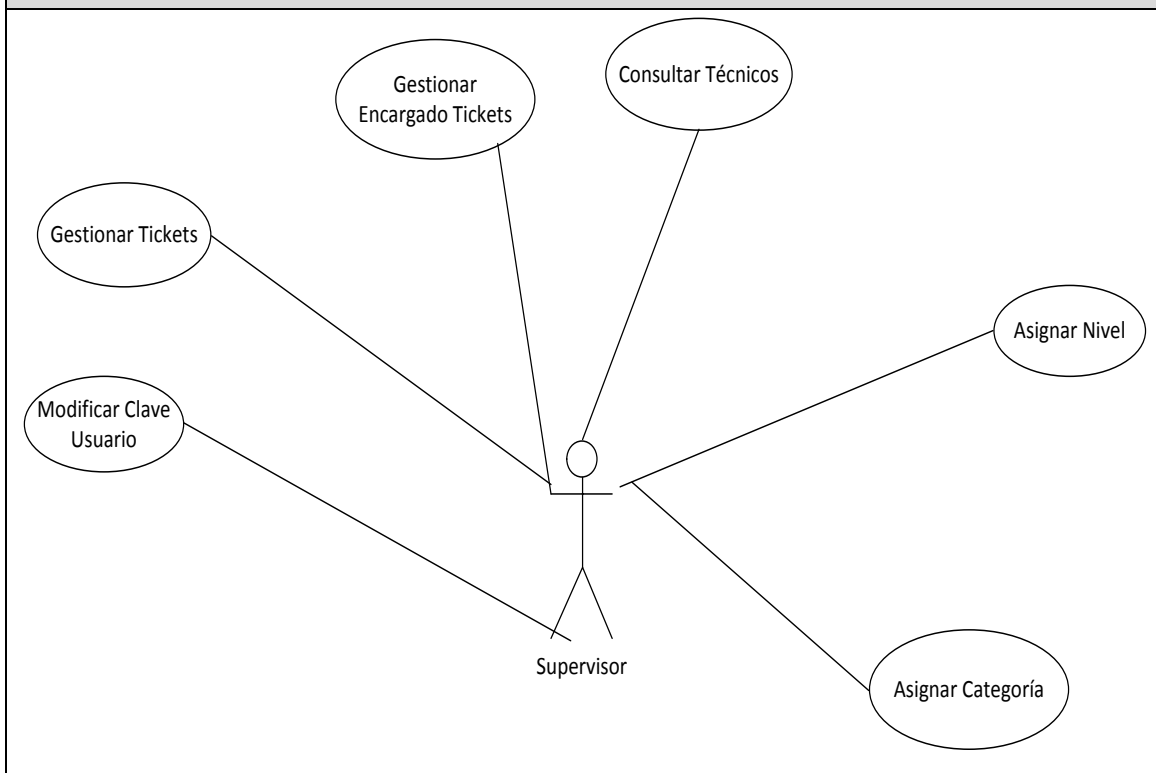 Gestionar
Encargado Tickets
Consultar Técnicos
Gestionar Tickets
Asignar Nivel
Modificar Clave
Usuario
Supervisor
Asignar Categoría